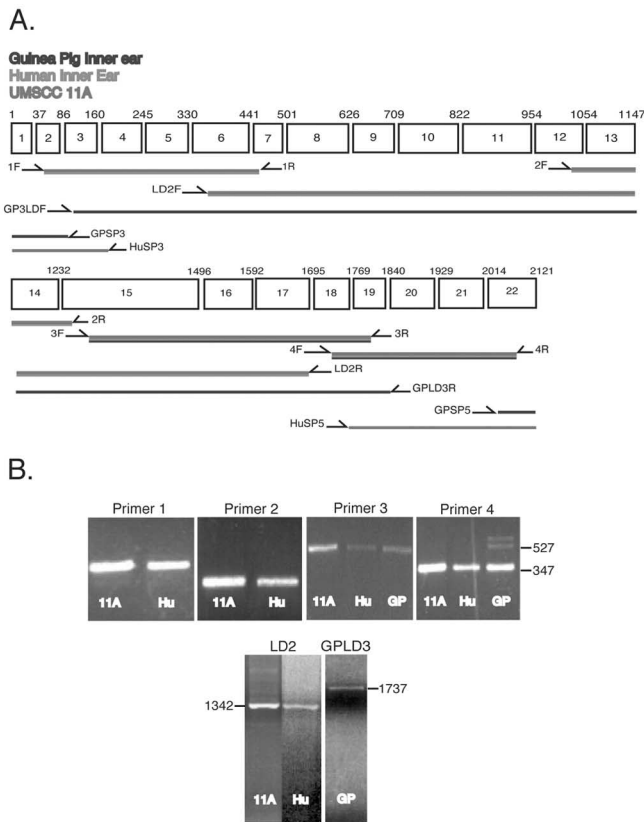 A.
Guinea Pig Inner ear
Human Inner Ear
UMSCC 11A
1 37 86 160 245 330 441 501 626 709 822 954 1054 1147
1 2 3 4 5 6 7 8 9 10 11 12 13
1F 1R 2F
LD2F
GP3LDF
GPSP3
HuSP3
1232 1496 1592 1695 1769 1840 1929 2014 2121
14 15 16 17 18 19 20 21 22
2R
3F 3R
4F 4R
LD2R
GPLD3R
GPSP5
HuSP5
B.
Primer 1 Primer 2 Primer 3 Primer 4
527
347
11A Hu 11A Hu 11A Hu GP 11A Hu GP
LD2 GPLD3
1737
1342
11A Hu GP